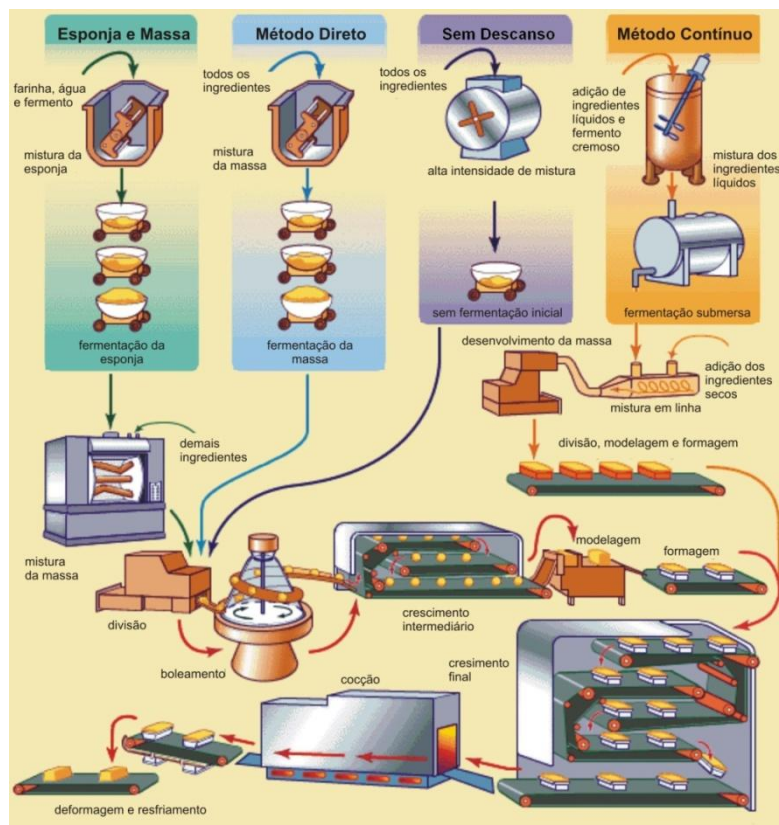 Esponja e Massa
Método Direto
Sem Descanso
Método Contínuo
farinha, água
e fermento
mistura da
esponja
fermentação da
esponja
todos os
ingredientes
mistura
da massa
fermentação da
massa
todos os
ingredientes
alta intensidade de mistura
sem fermentação inicial
adição de
ingredientes
líquidos e
fermento
cremoso
mistura dos
ingredientes
líquidos
fermentação submersa
desenvolvimento da massa
adição dos
ingredientes
secos
mistura em linha
divisão, modelagem e formagem
demais
ingredientes
mistura
da massa
divisão
boleamento
crescimento
intermediário
modelagem
formagem
cresimento
final
cocção
deformagem e resfriamento